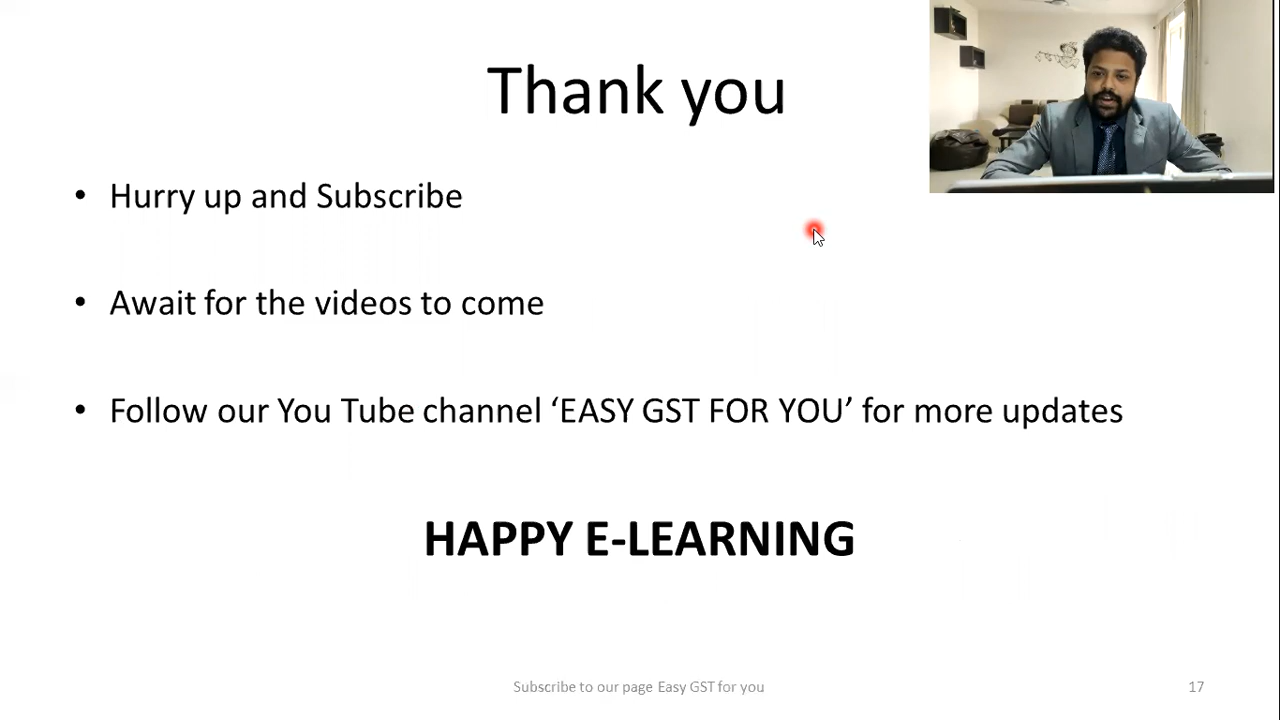 Thank you
• Hurry up and Subscribe
• Await for the videos to come
• Follow our You Tube channel ‘EASY GST FOR YOU’ for more updates
HAPPY E-LEARNING
Subscribe to our page Easy GST for you
17